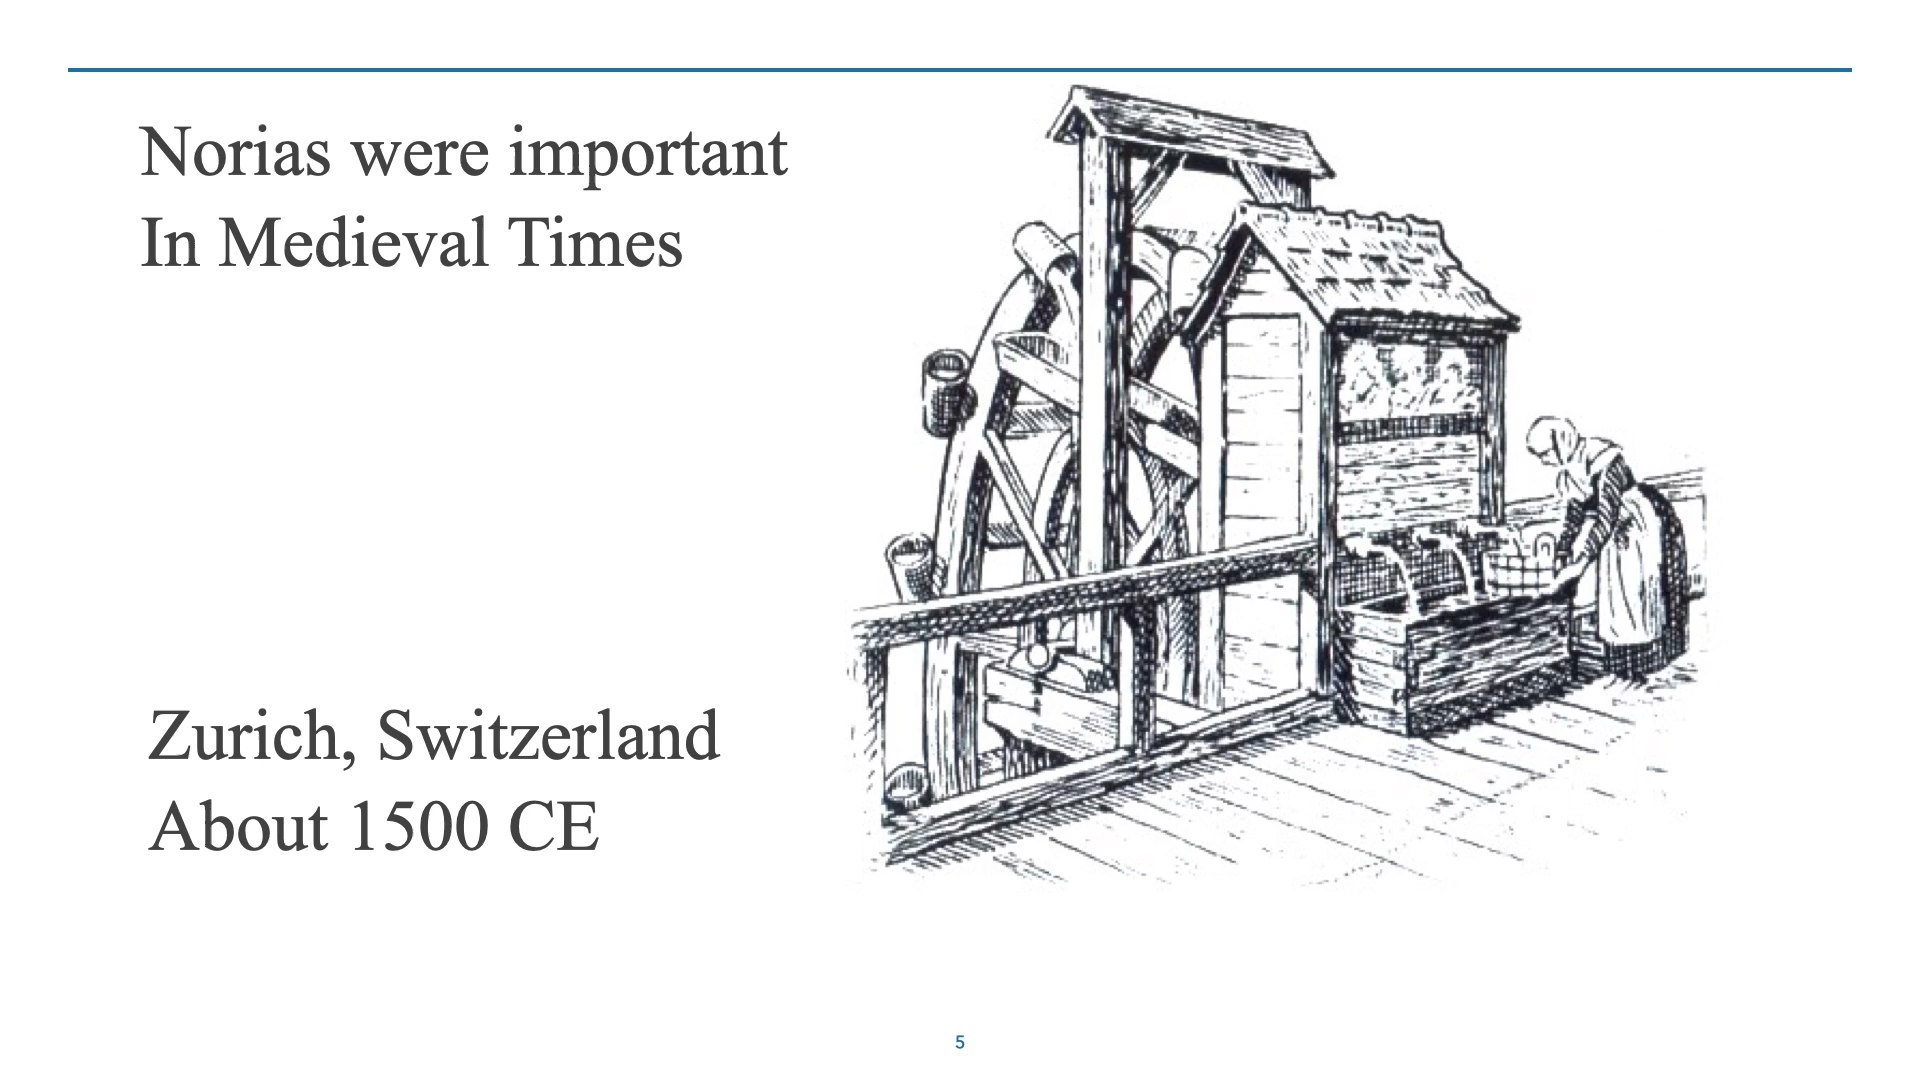 Norias were important
In Medieval Times
Zurich, Switzerland
About 1500 CE
5